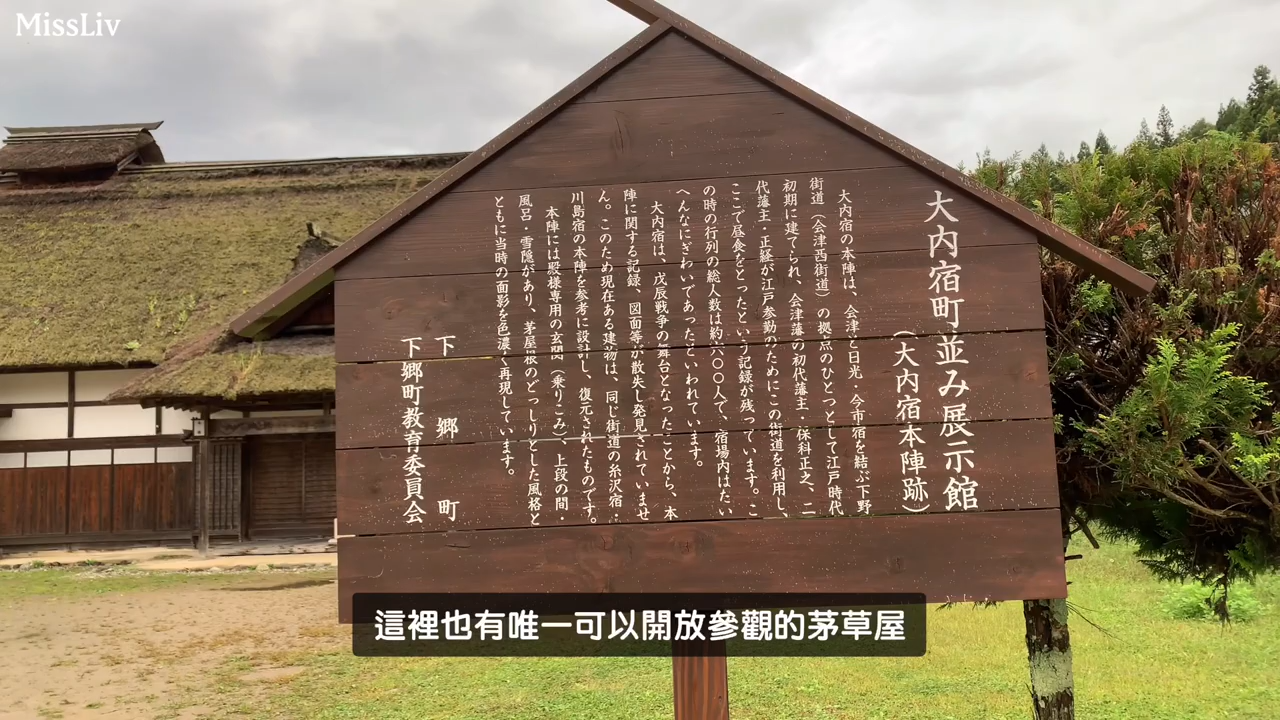 MissLiv
大内宿町並み展示館
（大内宿本陣跡）
大内宿の本陣は、会津と日光・今市宿を結ぶ下野
街道（会津西街道）の拠点のひとつとして江戸時代
初期に建てられ、会津藩の初代藩主・保科正之、二
代藩主・正経が江戸参勤のためにこの街道を利用し、
ここで昼食をとったという記録が残っています。こ
の時の行列の総人数は約六〇〇人で、宿場内はたい
へんなにぎわいであったといわれています。
大内宿は、戊辰戦争の舞台となったことから、本
陣に関する記録、図面等が散失し発見されていませ
ん。このため現在ある建物は、同じ街道の糸沢宿・
川島宿の本陣を参考に設計し、復元されたものです。
本陣には殿様専用の玄関（乗りこみ）、上段の間・
風呂・雪隠があり、茅屋根のどっしりとした風格と
ともに当時の面影を色濃く再現しています。
下郷町
下郷町教育委員会
這裡也有唯一可以開放參觀的茅草屋